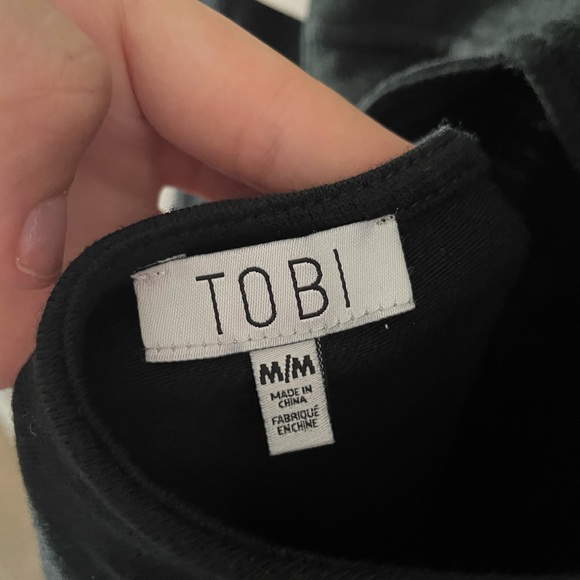 TOBI
M/M
MADE IN
CHINA
FABRIQUÉ
EN CHINE